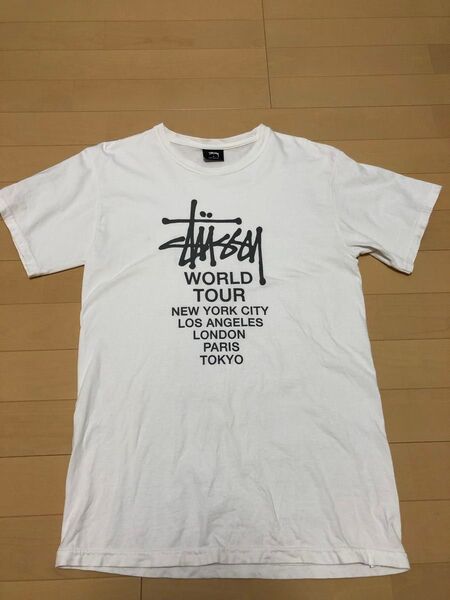 Stüssy
WORLD
TOUR
NEW YORK CITY
LOS ANGELES
LONDON
PARIS
TOKYO